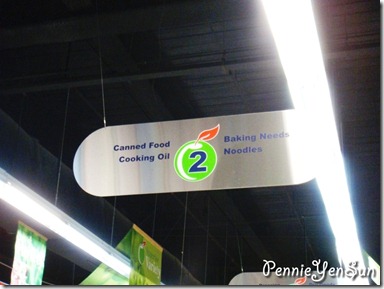 Canned Food
Cooking Oil
2
Baking Needs
Noodles
PennieYenSun